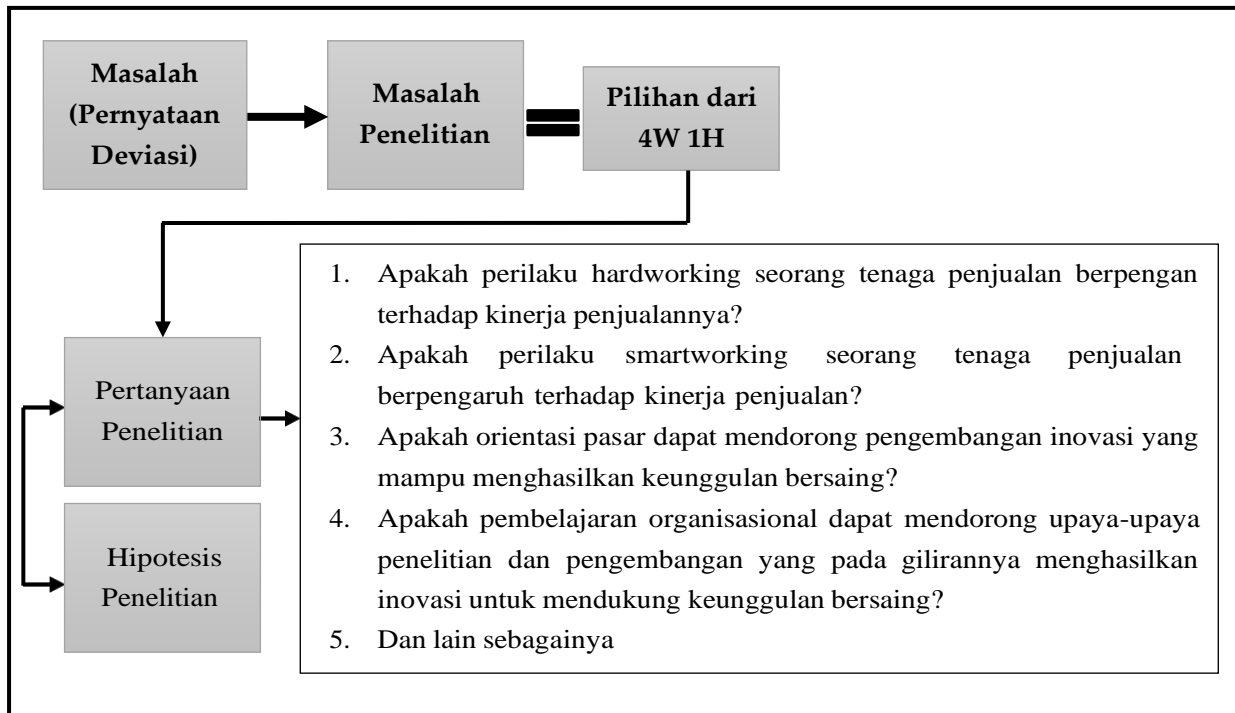 Masalah
(Pernyataan
Deviasi)
Masalah
Penelitian
Pilihan dari
4W 1H
Pertanyaan
Penelitian
Hipotesis
Penelitian
1. Apakah perilaku hardworking seorang tenaga penjualan berpengan
terhadap kinerja penjualannya?
2. Apakah perilaku smartworking seorang tenaga penjualan
berpengaruh terhadap kinerja penjualan?
3. Apakah orientasi pasar dapat mendorong pengembangan inovasi yang
mampu menghasilkan keunggulan bersaing?
4. Apakah pembelajaran organisasional dapat mendorong upaya-upaya
penelitian dan pengembangan yang pada gilirannya menghasilkan
inovasi untuk mendukung keunggulan bersaing?
5. Dan lain sebagainya